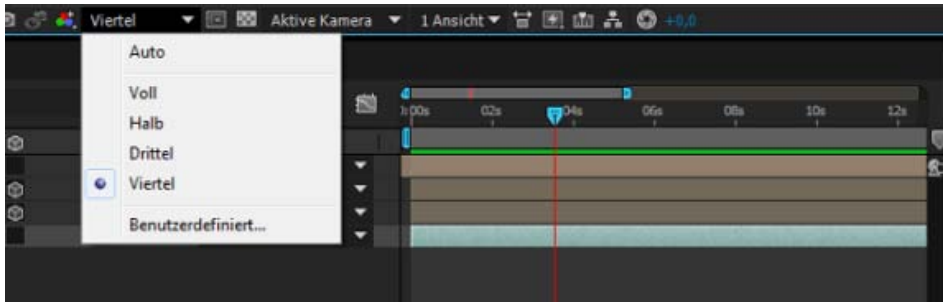 Viertel Aktive Kamera 1 Ansicht +0,0
Auto
Voll
Halb
Drittel
Viertel
Benutzerdefiniert...
00s 02s 04s 06s 08s 10s 12s